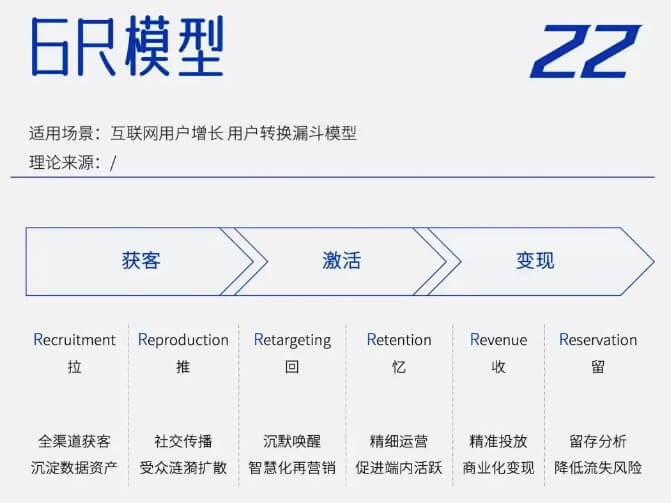 6R模型
22
适用场景：互联网用户增长 用户转换漏斗模型
理论来源：/
获客
激活
变现
Recruitment
Reproduction
Retargeting
Retention
Revenue
Reservation
拉
推
回
忆
收
留
全渠道获客
社交传播
沉默唤醒
精细运营
精准投放
留存分析
沉淀数据资产
受众涟漪扩散
智慧化再营销
促进端内活跃
商业化变现
降低流失风险